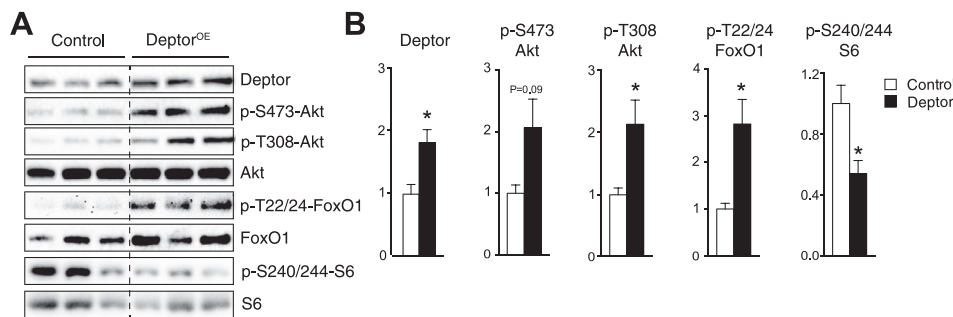 A
Control
Deptor^OE
Deptor
p-S473-Akt
p-T308-Akt
Akt
p-T22/24-FoxO1
FoxO1
p-S240/244-S6
S6
B
Deptor
3
2
1
0
p-S473
Akt
P=0.09
3
2
1
0
p-T308
Akt
*
3
2
1
0
p-T22/24
FoxO1
*
4
3
2
1
0
p-S240/244
S6
*
1.2
0.8
0.4
0.0
*
Control
Deptor